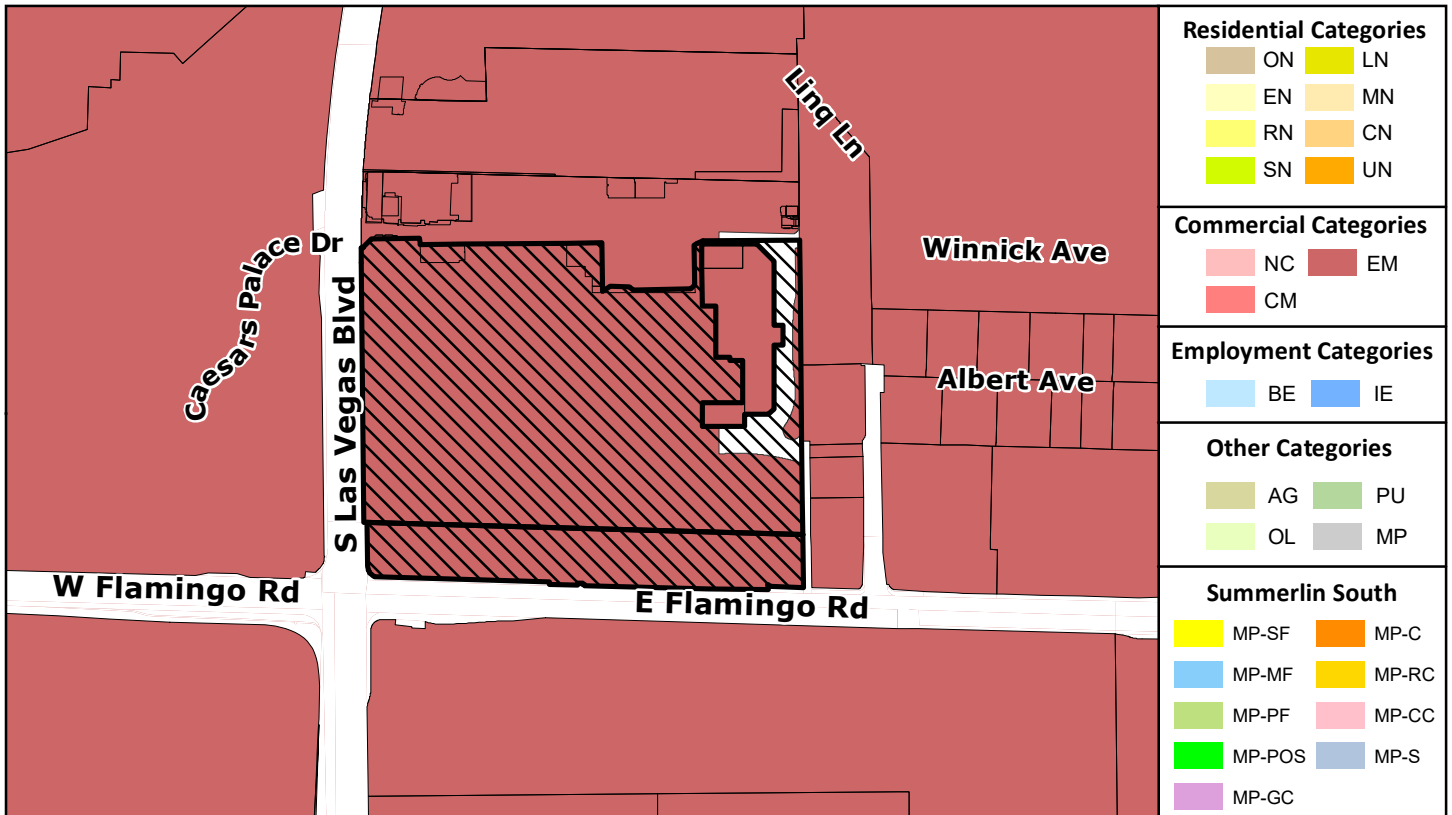 Linq Ln
Caesars Palace Dr
S Las Vegas Blvd
Winnick Ave
Albert Ave
W Flamingo Rd
E Flamingo Rd
Residential Categories
ON LN
EN MN
RN CN
SN UN
Commercial Categories
NC EM
CM
Employment Categories
BE IE
Other Categories
AG PU
OL MP
Summerlin South
MP-SF MP-C
MP-MF MP-RC
MP-PF MP-CC
MP-POS MP-S
MP-GC